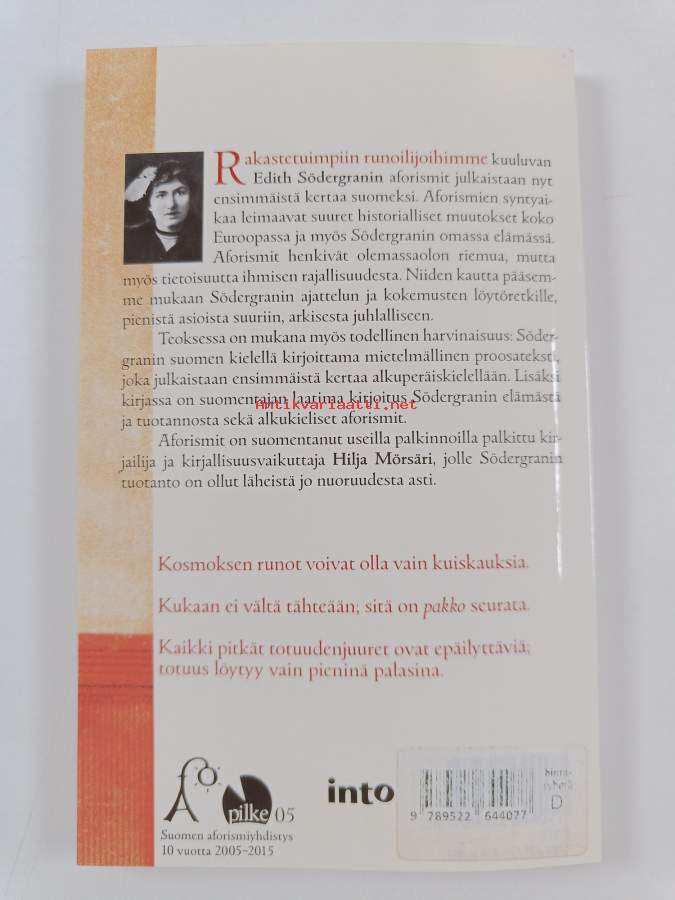 Rakastetuimpiin runoilijoihimme kuuluvan
Edith Södergranin aforismit julkaistaan nyt
ensimmäistä kertaa suomeksi. Aforismien syntyai-
kaa leimaavat suuret historialliset muutokset koko
Euroopassa ja myös Södergranin omassa elämässä.
Aforismit henkivät olemassaolon riemua, mutta
myös tietoisuutta ihmisen rajallisuudesta. Niiden kautta pääsem-
me mukaan Södergranin ajattelun ja kokemusten löytöretkille,
pienistä asioista suuriin, arkisesta juhlalliseen.
Teoksessa on mukana myös todellinen harvinaisuus: Söder-
granin suomen kielellä kirjoittama mietelmällinen proosateksti,
joka julkaistaan ensimmäistä kertaa alkuperäiskielellään. Lisäksi
kirjassa on suomentajan laatima kirjoitus Södergranin elämästä
Antikvariaatti.net
ja tuotannosta sekä alkukieliset aforismit.
Aforismit on suomentanut useilla palkinnoilla palkittu kir-
jailija ja kirjallisuusvaikuttaja Hilja Mörsäri, jolle Södergranin
tuotanto on ollut läheistä jo nuoruudesta asti.
Kosmoksen runot voivat olla vain kuiskauksia.
Kukaan ei vältä tähteään; sitä on pakko seurata.
Kaikki pitkät totuudenjuuret ovat epäilyttäviä;
totuus löytyy vain pieninä palasina.
pilke 05
Suomen aforismiyhdistys
10 vuotta 2005–2015
into
9 789522 644077
hinta-
ryhmä
D